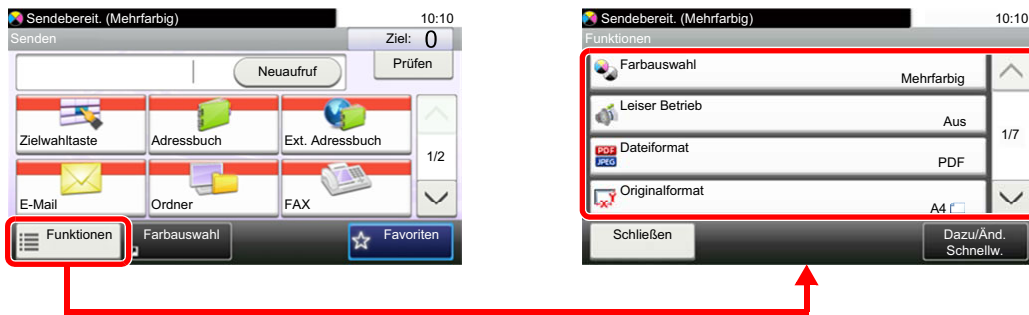 Sendebereit. (Mehrfarbig)
10:10
Senden
Ziel: 0
Neuaufruf
Prüfen
Zielwahltaste
Adressbuch
Ext. Adressbuch
1/2
E-Mail
Ordner
FAX
Funktionen
Farbauswahl
Favoriten
Sendebereit. (Mehrfarbig)
10:10
Funktionen
Farbauswahl
Mehrfarbig
Leiser Betrieb
Aus
1/7
PDF
JPEG
Dateiformat
PDF
Originalformat
A4
Schließen
Dazu/Änd.
Schnellw.